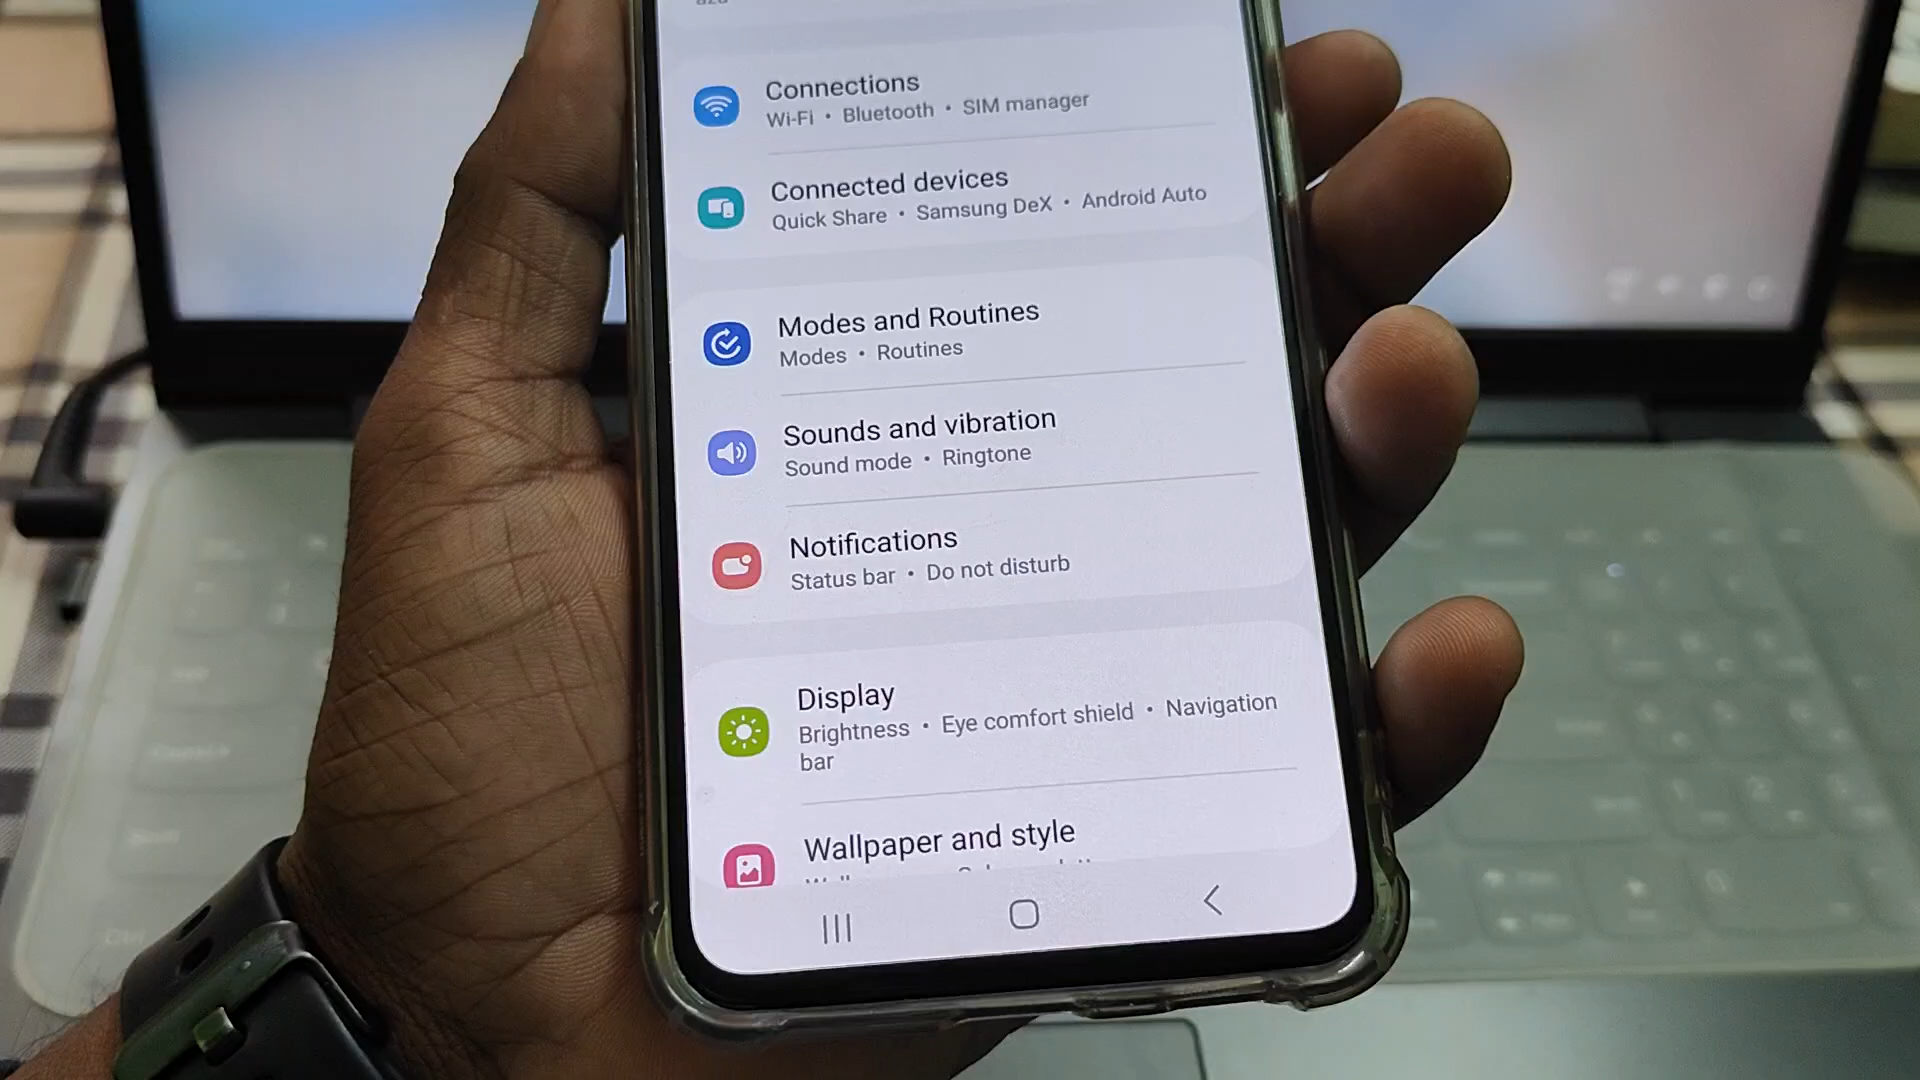 Connections
Wi-Fi • Bluetooth • SIM manager
Connected devices
Quick Share • Samsung DeX • Android Auto
Modes and Routines
Modes • Routines
Sounds and vibration
Sound mode • Ringtone
Notifications
Status bar • Do not disturb
Display
Brightness • Eye comfort shield • Navigation
bar
Wallpaper and style